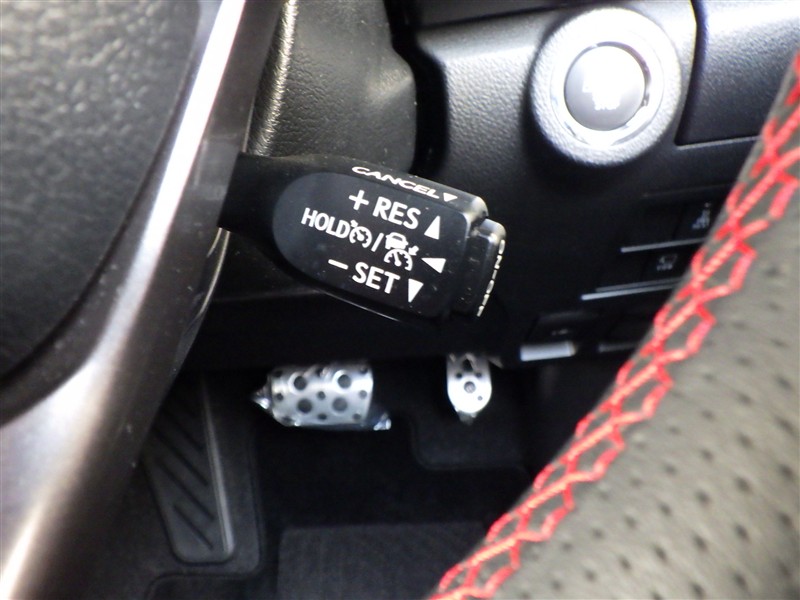 CANCEL▼
+ RES ▲
HOLD / ◀
– SET ▼